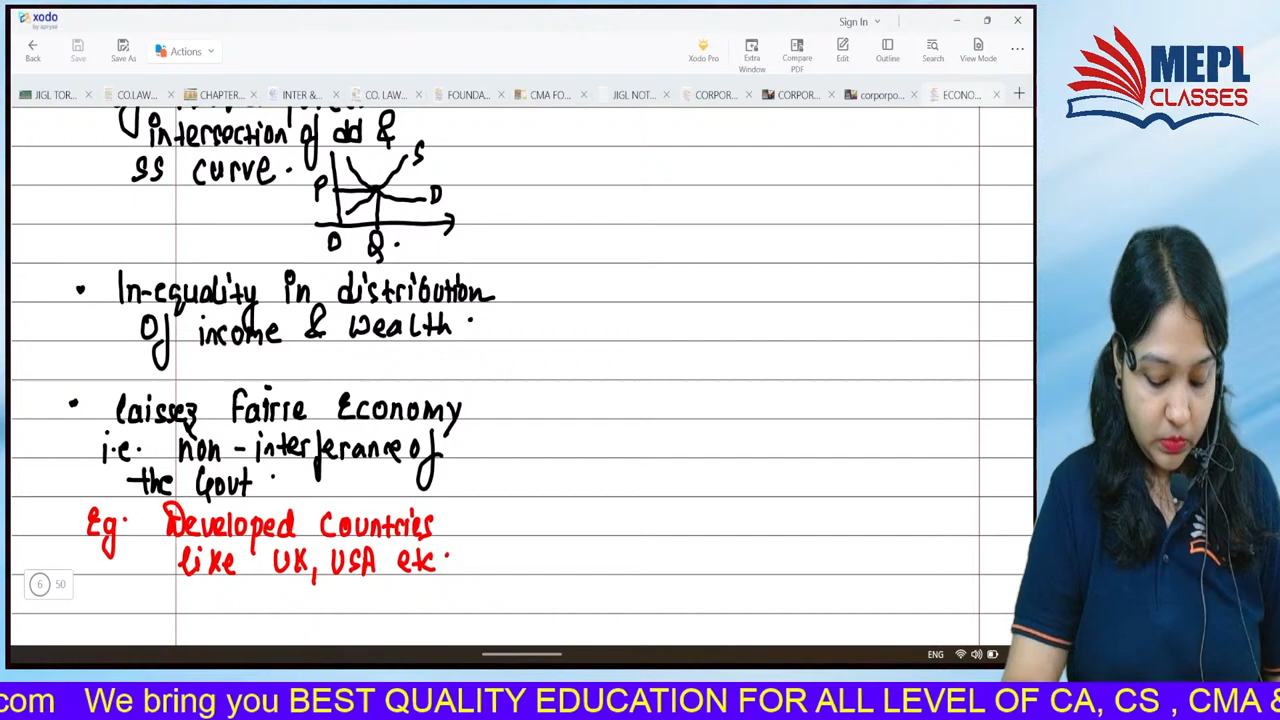 xodo
by apryse
Sign In
Back
Save
Save As
Actions
Xodo Pro
Extra Window
Compare PDF
Edit
Outline
Search
View Mode
JIGL TOR...
CO.LAW...
CHAPTER...
INTER &...
CO.LAW...
FOUNDA...
CMA FO...
JIGL NOT...
CORPOR...
CORPOR...
corporpo...
ECONO...
MEPL
CLASSES
intersection of dd &
ss curve.
S
P
D
O
Q
• In-equality in distribution
Of income & wealth.
• laissez Fairre Economy
i.e. non-interferance of
the Govt.
Eg. Developed Countries
like UK, USA etc.
6 50
ENG
.com We bring you BEST QUALITY EDUCATION FOR ALL LEVEL OF CA, CS , CMA &